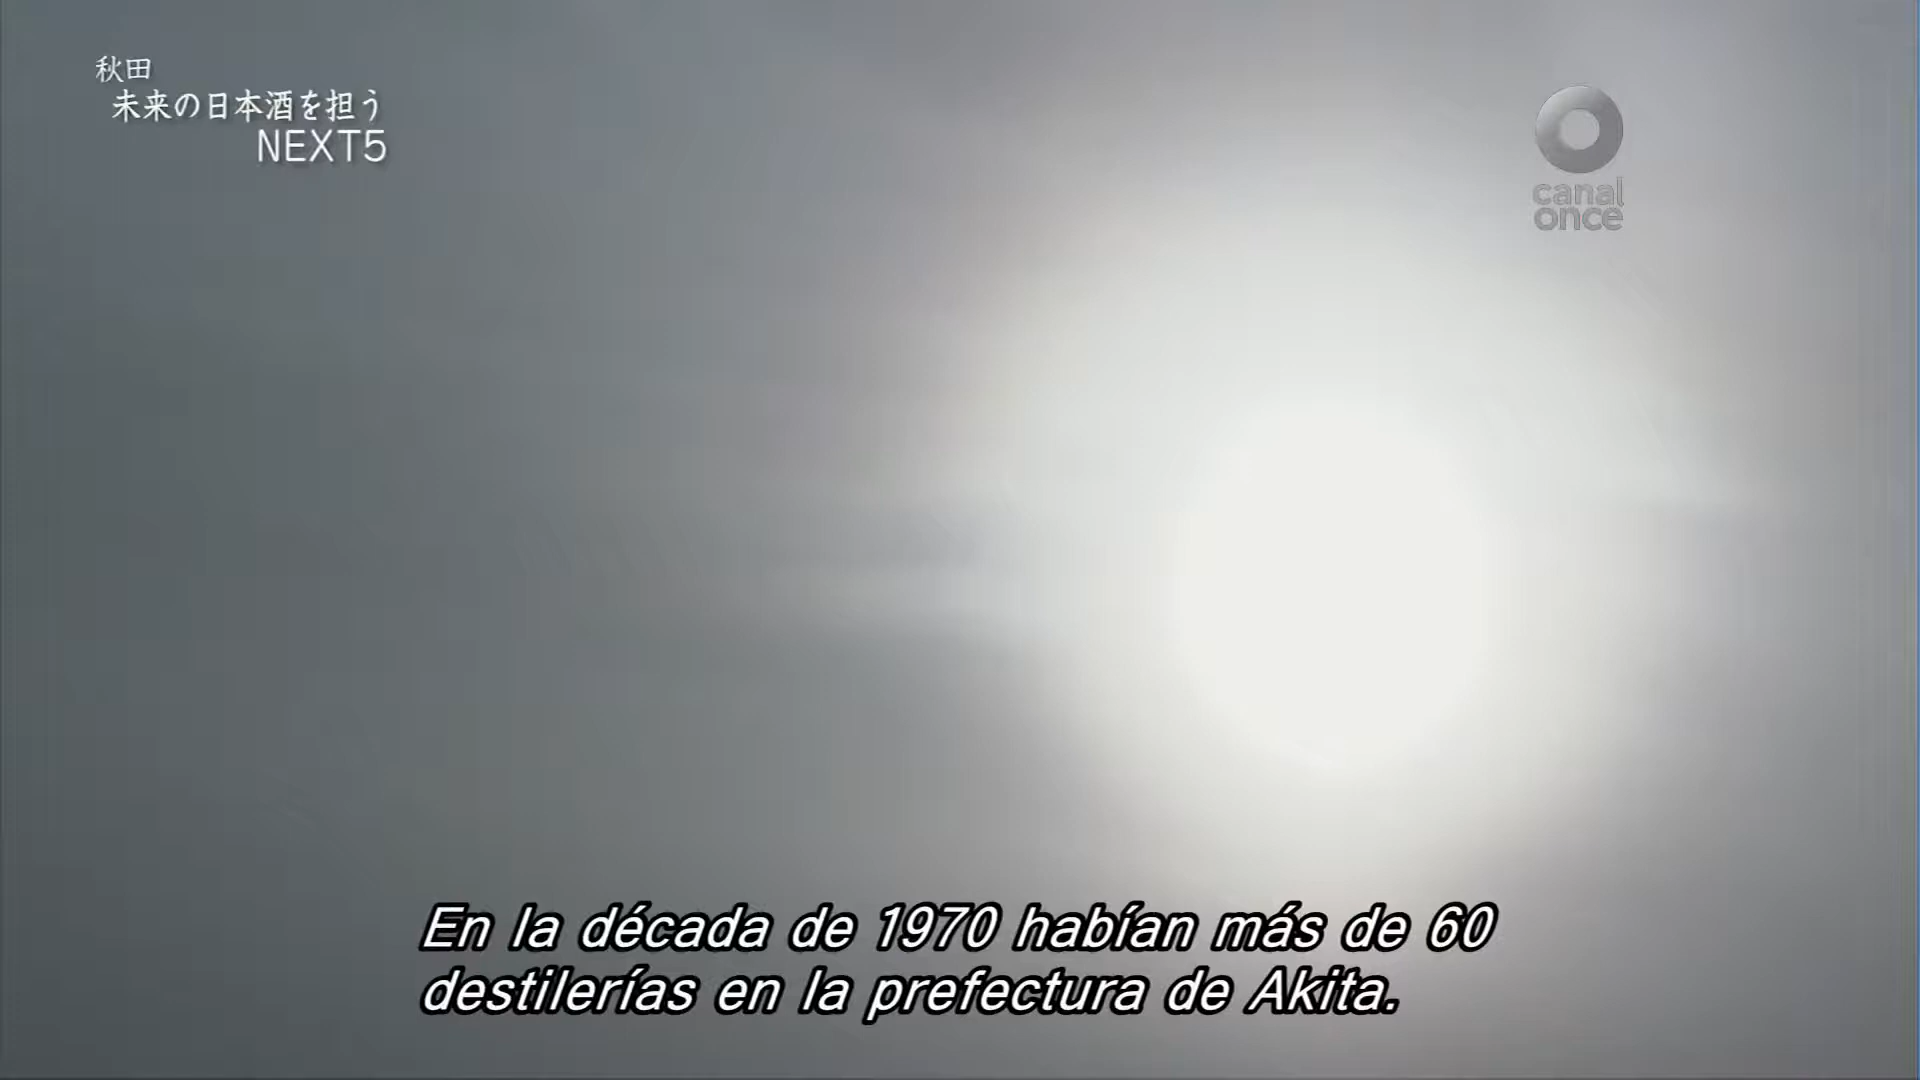 秋田
未来の日本酒を担う
NEXT5
canal
once
En la década de 1970 habían más de 60
destilerías en la prefectura de Akita.